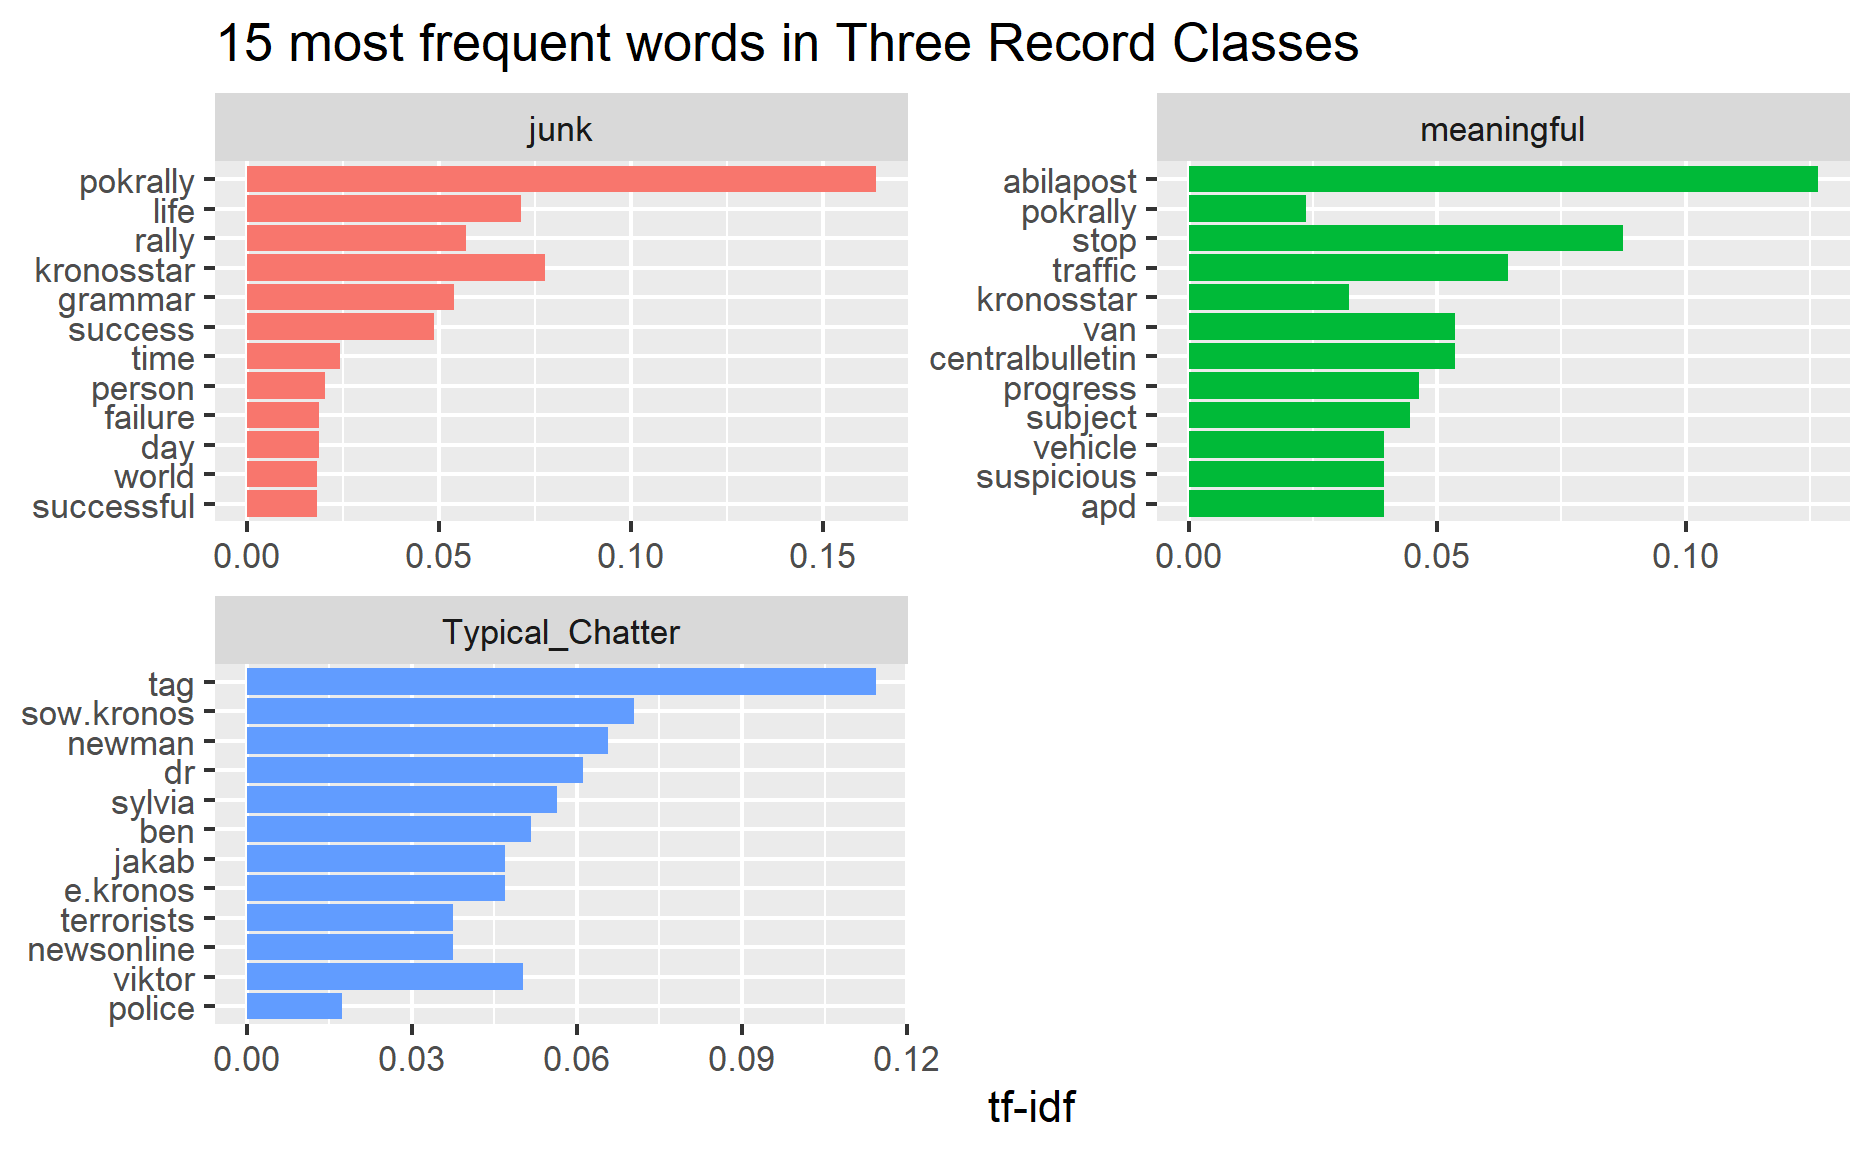 15 most frequent words in Three Record Classes
junk
pokrally
life
rally
kronosstar
grammar
success
time
person
failure
day
world
successful
0.00 0.05 0.10 0.15
meaningful
abilapost
pokrally
stop
traffic
kronosstar
van
centralbulletin
progress
subject
vehicle
suspicious
apd
0.00 0.05 0.10
Typical_Chatter
tag
sow.kronos
newman
dr
sylvia
ben
jakab
e.kronos
terrorists
newsonline
viktor
police
0.00 0.03 0.06 0.09 0.12
tf-idf